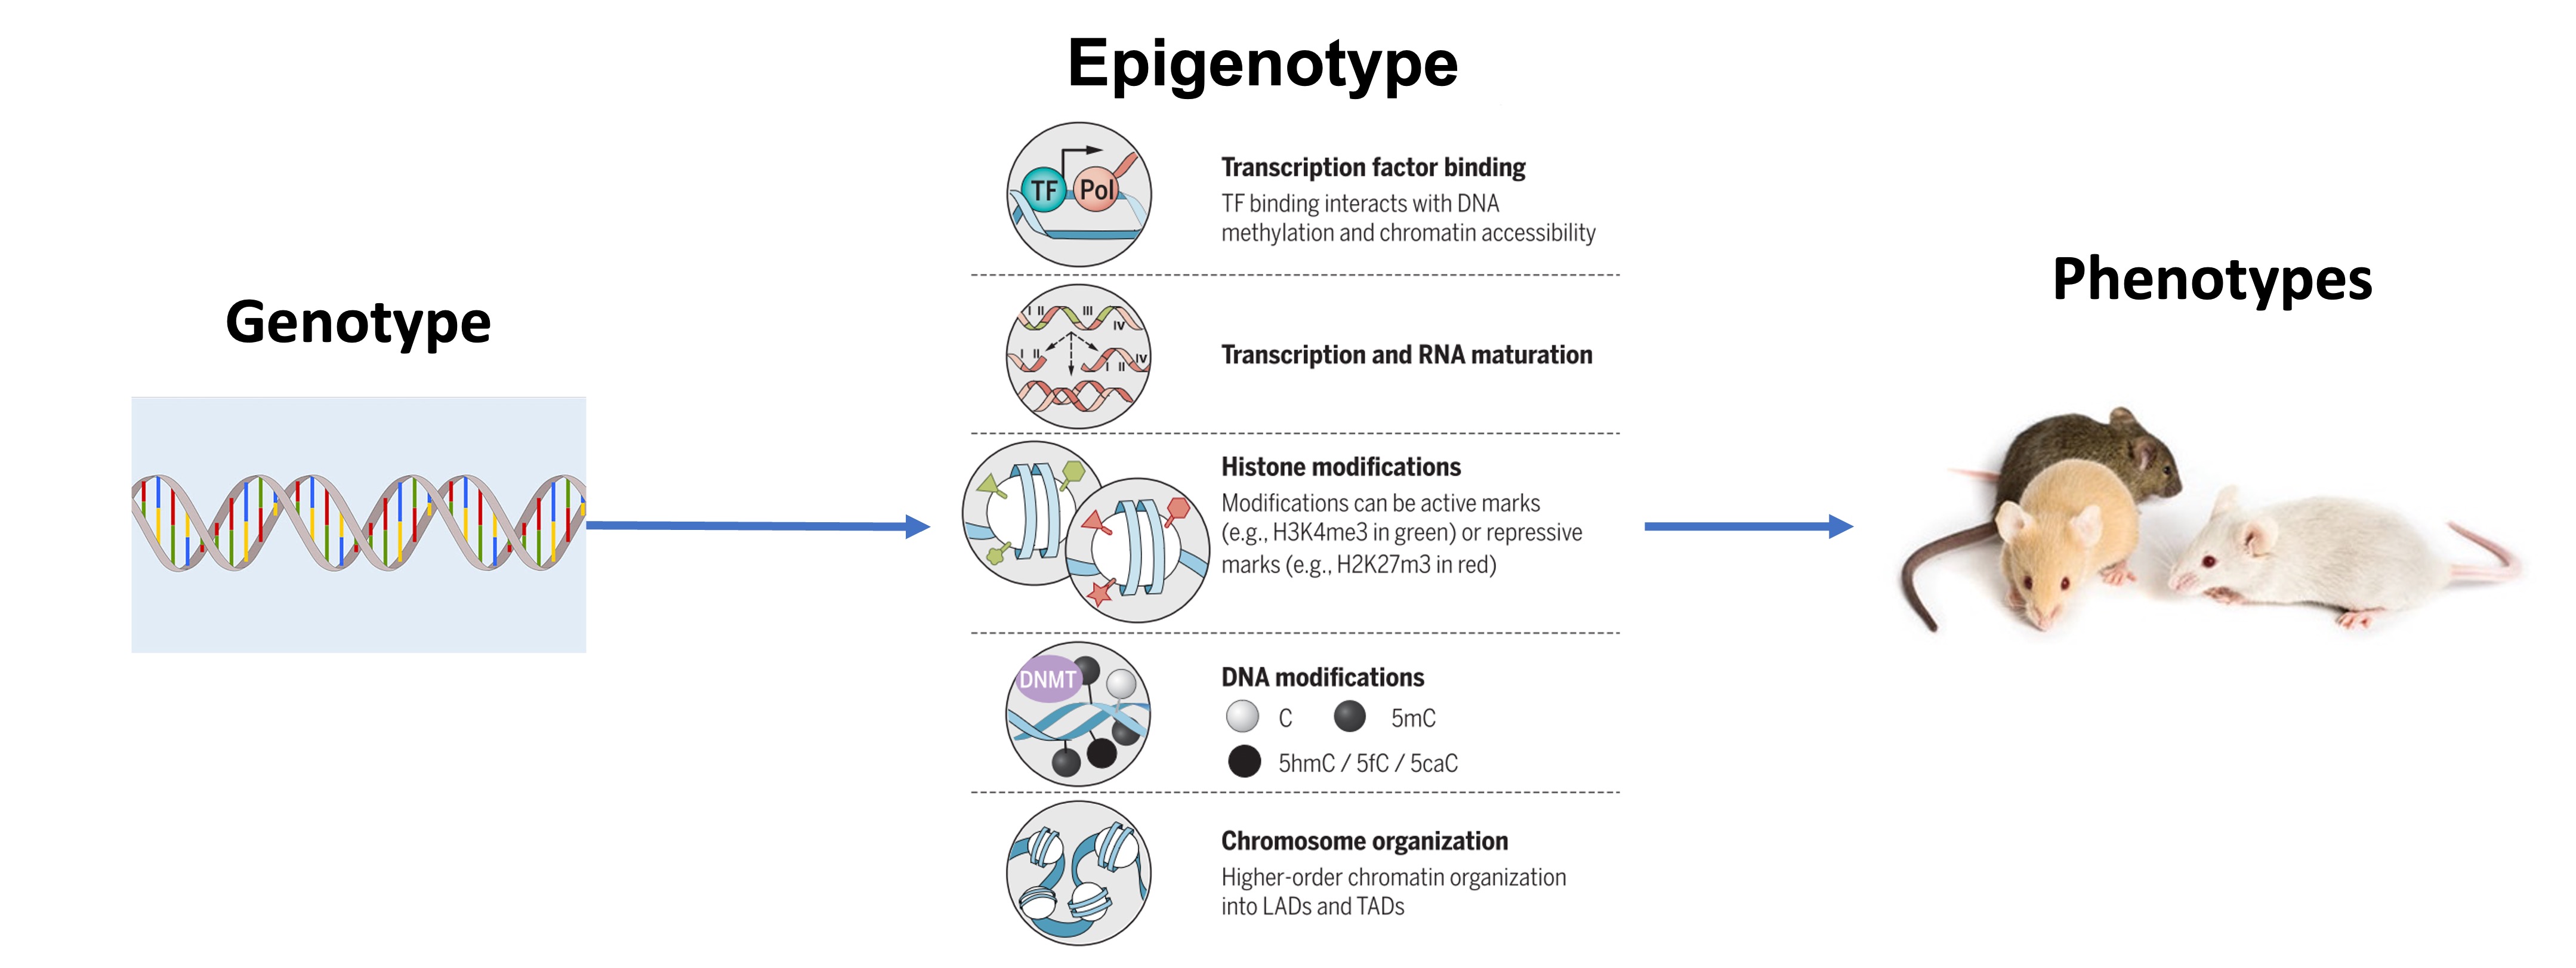 Epigenotype
Genotype
Phenotypes
TF
Pol
Transcription factor binding
TF binding interacts with DNA
methylation and chromatin accessibility
I II III IV
I II
I II IV
Transcription and RNA maturation
Histone modifications
Modifications can be active marks
(e.g., H3K4me3 in green) or repressive
marks (e.g., H2K27m3 in red)
DNMT
DNA modifications
C 5mC
5hmC / 5fC / 5caC
Chromosome organization
Higher-order chromatin organization
into LADs and TADs